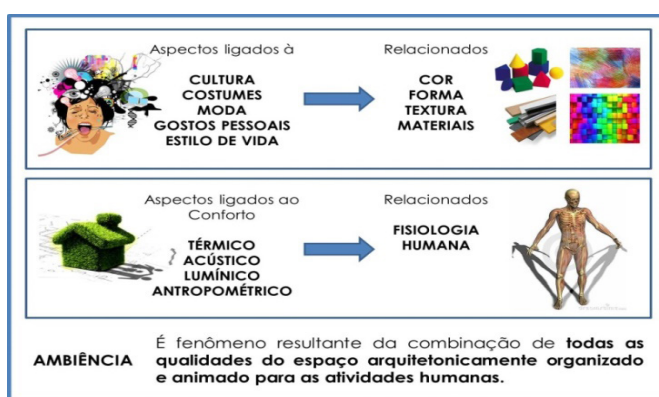 Aspectos ligados à
CULTURA
COSTUMES
MODA
GOSTOS PESSOAIS
ESTILO DE VIDA
Relacionados
COR
FORMA
TEXTURA
MATERIAIS
Aspectos ligados ao
Conforto
TÉRMICO
ACÚSTICO
LUMÍNICO
ANTROPOMÉTRICO
Relacionados
FISIOLOGIA
HUMANA
AMBIÊNCIA
É fenômeno resultante da combinação de todas as
qualidades do espaço arquitetonicamente organizado
e animado para as atividades humanas.